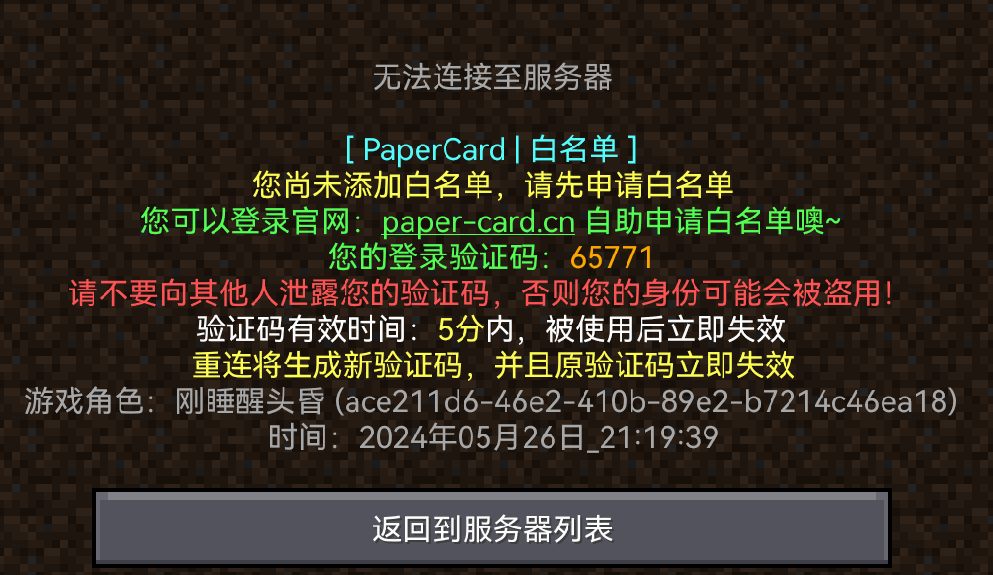 无法连接至服务器
[ PaperCard | 白名单 ]
您尚未添加白名单，请先申请白名单
您可以登录官网：paper-card.cn 自助申请白名单噢~
您的登录验证码：65771
请不要向其他人泄露您的验证码，否则您的身份可能会被盗用！
验证码有效时间：5分内，被使用后立即失效
重连将生成新验证码，并且原验证码立即失效
游戏角色：刚睡醒头昏 (ace211d6-46e2-410b-89e2-b7214c46ea18)
时间：2024年05月26日_21:19:39
返回到服务器列表